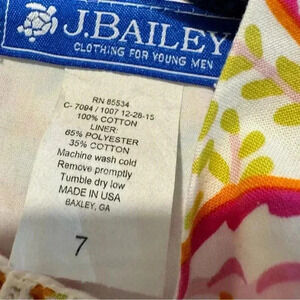 J.BAILEY
CLOTHING FOR YOUNG MEN
RN 85534
C- 7094 / 1007 12-28-15
100% COTTON
LINER:
65% POLYESTER
35% COTTON
Machine wash cold
Remove promptly
Tumble dry low
MADE IN USA
BAXLEY, GA
7